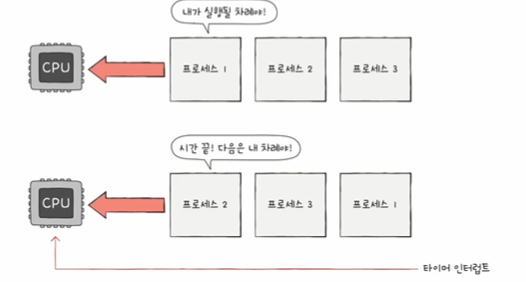 내가 실행될 차례야!
CPU
프로세스 1
프로세스 2
프로세스 3
시간 끝! 다음은 내 차례야!
CPU
프로세스 2
프로세스 3
프로세스 1
타이머 인터럽트